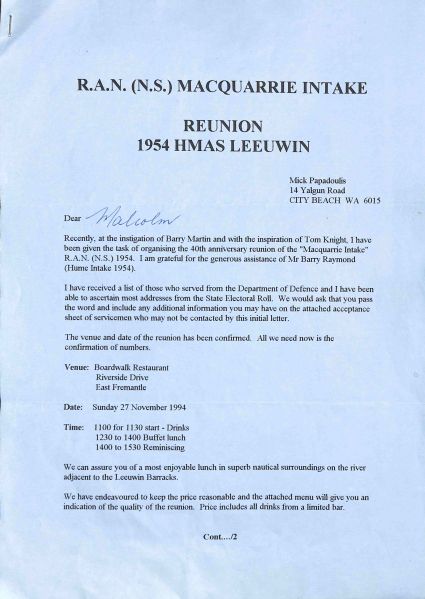 R.A.N. (N.S.) MACQUARRIE INTAKE
REUNION
1954 HMAS LEEUWIN
Mick Papadoulis
14 Yalgun Road
CITY BEACH WA 6015
Dear Malcolm
Recently, at the instigation of Barry Martin and with the inspiration of Tom Knight, I have
been given the task of organising the 40th anniversary reunion of the "Macquarrie Intake"
R.A.N. (N.S.) 1954. I am grateful for the generous assistance of Mr Barry Raymond
(Hume Intake 1954).
I have received a list of those who served from the Department of Defence and I have been
able to ascertain most addresses from the State Electoral Roll. We would ask that you pass
the word and include any additional information you may have on the attached acceptance
sheet of servicemen who may not be contacted by this initial letter.
The venue and date of the reunion has been confirmed. All we need now is the
confirmation of numbers.
Venue: Boardwalk Restaurant
Riverside Drive
East Fremantle
Date: Sunday 27 November 1994
Time: 1100 for 1130 start - Drinks
1230 to 1400 Buffet lunch
1400 to 1530 Reminiscing
We can assure you of a most enjoyable lunch in superb nautical surroundings on the river
adjacent to the Leeuwin Barracks.
We have endeavoured to keep the price reasonable and the attached menu will give you an
indication of the quality of the reunion. Price includes all drinks from a limited bar.
Cont..../2